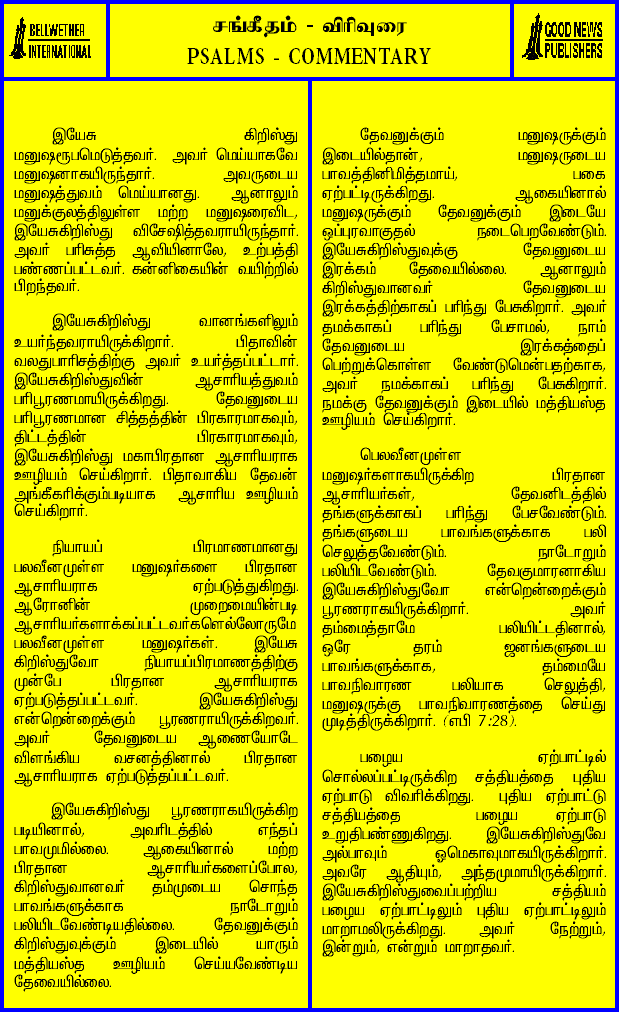 BELLWETHER
INTERNATIONAL
சங்கீதம் - விரிவுரை
PSALMS - COMMENTARY
GOOD NEWS
PUBLISHERS
இயேசு கிறிஸ்து
மனுஷரூபமெடுத்தவர். அவர் மெய்யாகவே
மனுஷனாகயிருந்தார். அவருடைய
மனுஷத்துவம் மெய்யானது. ஆனாலும்
மனுக்குலத்திலுள்ள மற்ற மனுஷரைவிட,
இயேசுகிறிஸ்து விசேஷித்தவராயிருந்தார்.
அவர் பரிசுத்த ஆவியினாலே, உற்பத்தி
பண்ணப்பட்டவர். கன்னிகையின் வயிற்றில்
பிறந்தவர்.
இயேசுகிறிஸ்து வானங்களிலும்
உயர்ந்தவராயிருக்கிறார். பிதாவின்
வலதுபாரிசத்திற்கு அவர் உயர்த்தப்பட்டார்.
இயேசுகிறிஸ்துவின் ஆசாரியத்துவம்
பரிபூரணமாயிருக்கிறது. தேவனுடைய
பரிபூரணமான சித்தத்தின் பிரகாரமாகவும்,
திட்டத்தின் பிரகாரமாகவும்,
இயேசுகிறிஸ்து மகாபிரதான ஆசாரியராக
ஊழியம் செய்கிறார். பிதாவாகிய தேவன்
அங்கீகரிக்கும்படியாக ஆசாரிய ஊழியம்
செய்கிறார்.
நியாயப் பிரமாணமானது
பலவீனமுள்ள மனுஷர்களை பிரதான
ஆசாரியராக ஏற்படுத்துகிறது.
ஆரோனின் முறைமையின்படி
ஆசாரியர்களாக்கப்பட்டவர்களெல்லோருமே
பலவீனமுள்ள மனுஷர்கள். இயேசு
கிறிஸ்துவோ நியாயப்பிரமாணத்திற்கு
முன்பே பிரதான ஆசாரியராக
ஏற்படுத்தப்பட்டவர். இயேசுகிறிஸ்து
என்றென்றைக்கும் பூரணராயிருக்கிறவர்.
அவர் தேவனுடைய ஆணையோடே
விளங்கிய வசனத்தினால் பிரதான
ஆசாரியராக ஏற்படுத்தப்பட்டவர்.
இயேசுகிறிஸ்து பூரணராகயிருக்கிற
படியினால், அவரிடத்தில் எந்தப்
பாவமுமில்லை. ஆகையினால் மற்ற
பிரதான ஆசாரியர்களைப்போல,
கிறிஸ்துவானவர் தம்முடைய சொந்த
பாவங்களுக்காக நாடோறும்
பலியிடவேண்டியதில்லை. தேவனுக்கும்
கிறிஸ்துவுக்கும் இடையில் யாரும்
மத்தியஸ்த ஊழியம் செய்யவேண்டிய
தேவையில்லை.
தேவனுக்கும் மனுஷருக்கும்
இடையில்தான், மனுஷருடைய
பாவத்தினிமித்தமாய், பகை
ஏற்பட்டிருக்கிறது. ஆகையினால்
மனுஷருக்கும் தேவனுக்கும் இடையே
ஒப்புரவாகுதல் நடைபெறவேண்டும்.
இயேசுகிறிஸ்துவுக்கு தேவனுடைய
இரக்கம் தேவையில்லை. ஆனாலும்
கிறிஸ்துவானவர் தேவனுடைய
இரக்கத்திற்காகப் பரிந்து பேசுகிறார். அவர்
தமக்காகப் பரிந்து பேசாமல், நாம்
தேவனுடைய இரக்கத்தைப்
பெற்றுக்கொள்ள வேண்டுமென்பதற்காக,
அவர் நமக்காகப் பரிந்து பேசுகிறார்.
நமக்கு தேவனுக்கும் இடையில் மத்தியஸ்த
ஊழியம் செய்கிறார்.
பெலவீனமுள்ள
மனுஷர்களாகயிருக்கிற பிரதான
ஆசாரியர்கள், தேவனிடத்தில்
தங்களுக்காகப் பரிந்து பேசவேண்டும்.
தங்களுடைய பாவங்களுக்காக பலி
செலுத்தவேண்டும். நாடோறும்
பலியிடவேண்டும். தேவகுமாரனாகிய
இயேசுகிறிஸ்துவோ என்றென்றைக்கும்
பூரணராகயிருக்கிறார். அவர்
தம்மைத்தாமே பலியிட்டதினால்,
ஒரே தரம் ஜனங்களுடைய
பாவங்களுக்காக, தம்மையே
பாவநிவாரண பலியாக செலுத்தி,
மனுஷருக்கு பாவநிவாரணத்தை செய்து
முடித்திருக்கிறார். (எபி 7:28).
பழைய ஏற்பாட்டில்
சொல்லப்பட்டிருக்கிற சத்தியத்தை புதிய
ஏற்பாடு விவரிக்கிறது. புதிய ஏற்பாட்டு
சத்தியத்தை பழைய ஏற்பாடு
உறுதிபண்ணுகிறது. இயேசுகிறிஸ்துவே
அல்பாவும் ஒமெகாவுமாகயிருக்கிறார்.
அவரே ஆதியும், அந்தமுமாயிருக்கிறார்.
இயேசுகிறிஸ்துவைப்பற்றிய சத்தியம்
பழைய ஏற்பாட்டிலும் புதிய ஏற்பாட்டிலும்
மாறாமலிருக்கிறது. அவர் நேற்றும்,
இன்றும், என்றும் மாறாதவர்.